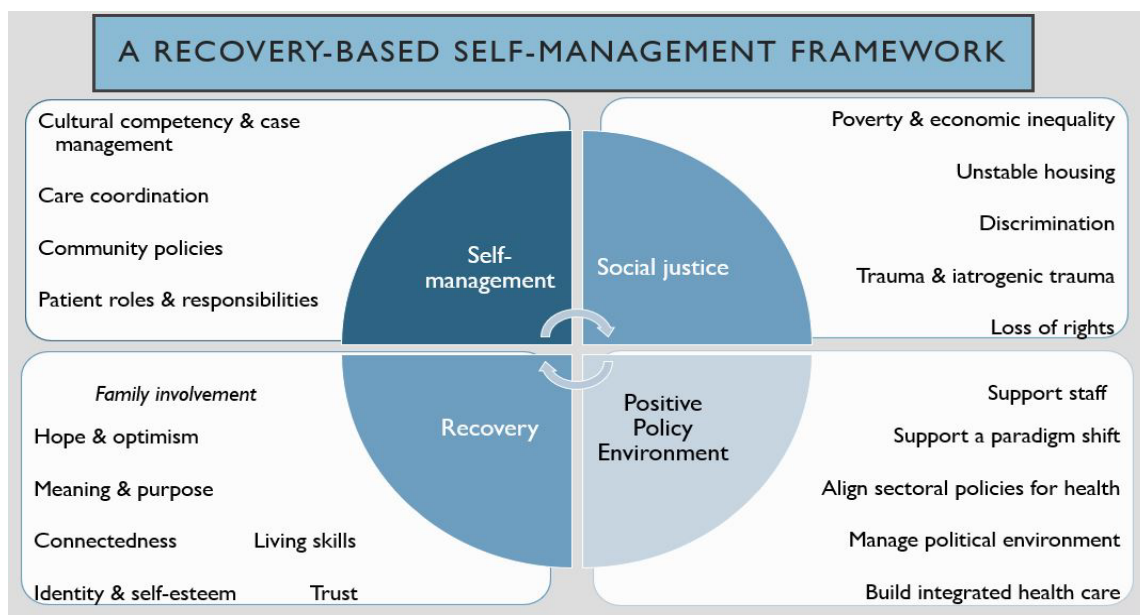 A RECOVERY-BASED SELF-MANAGEMENT FRAMEWORK
Cultural competency & case
management
Care coordination
Community policies
Patient roles & responsibilities
Self-
management
Social justice
Poverty & economic inequality
Unstable housing
Discrimination
Trauma & iatrogenic trauma
Loss of rights
Family involvement
Hope & optimism
Meaning & purpose
Connectedness
Living skills
Identity & self-esteem
Trust
Recovery
Positive
Policy
Environment
Support staff
Support a paradigm shift
Align sectoral policies for health
Manage political environment
Build integrated health care